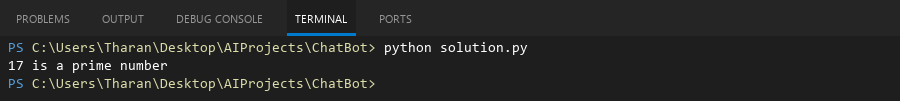 PROBLEMS OUTPUT DEBUG CONSOLE TERMINAL PORTS
PS C:\Users\Tharan\Desktop\AIProjects\ChatBot> python solution.py
17 is a prime number
PS C:\Users\Tharan\Desktop\AIProjects\ChatBot>